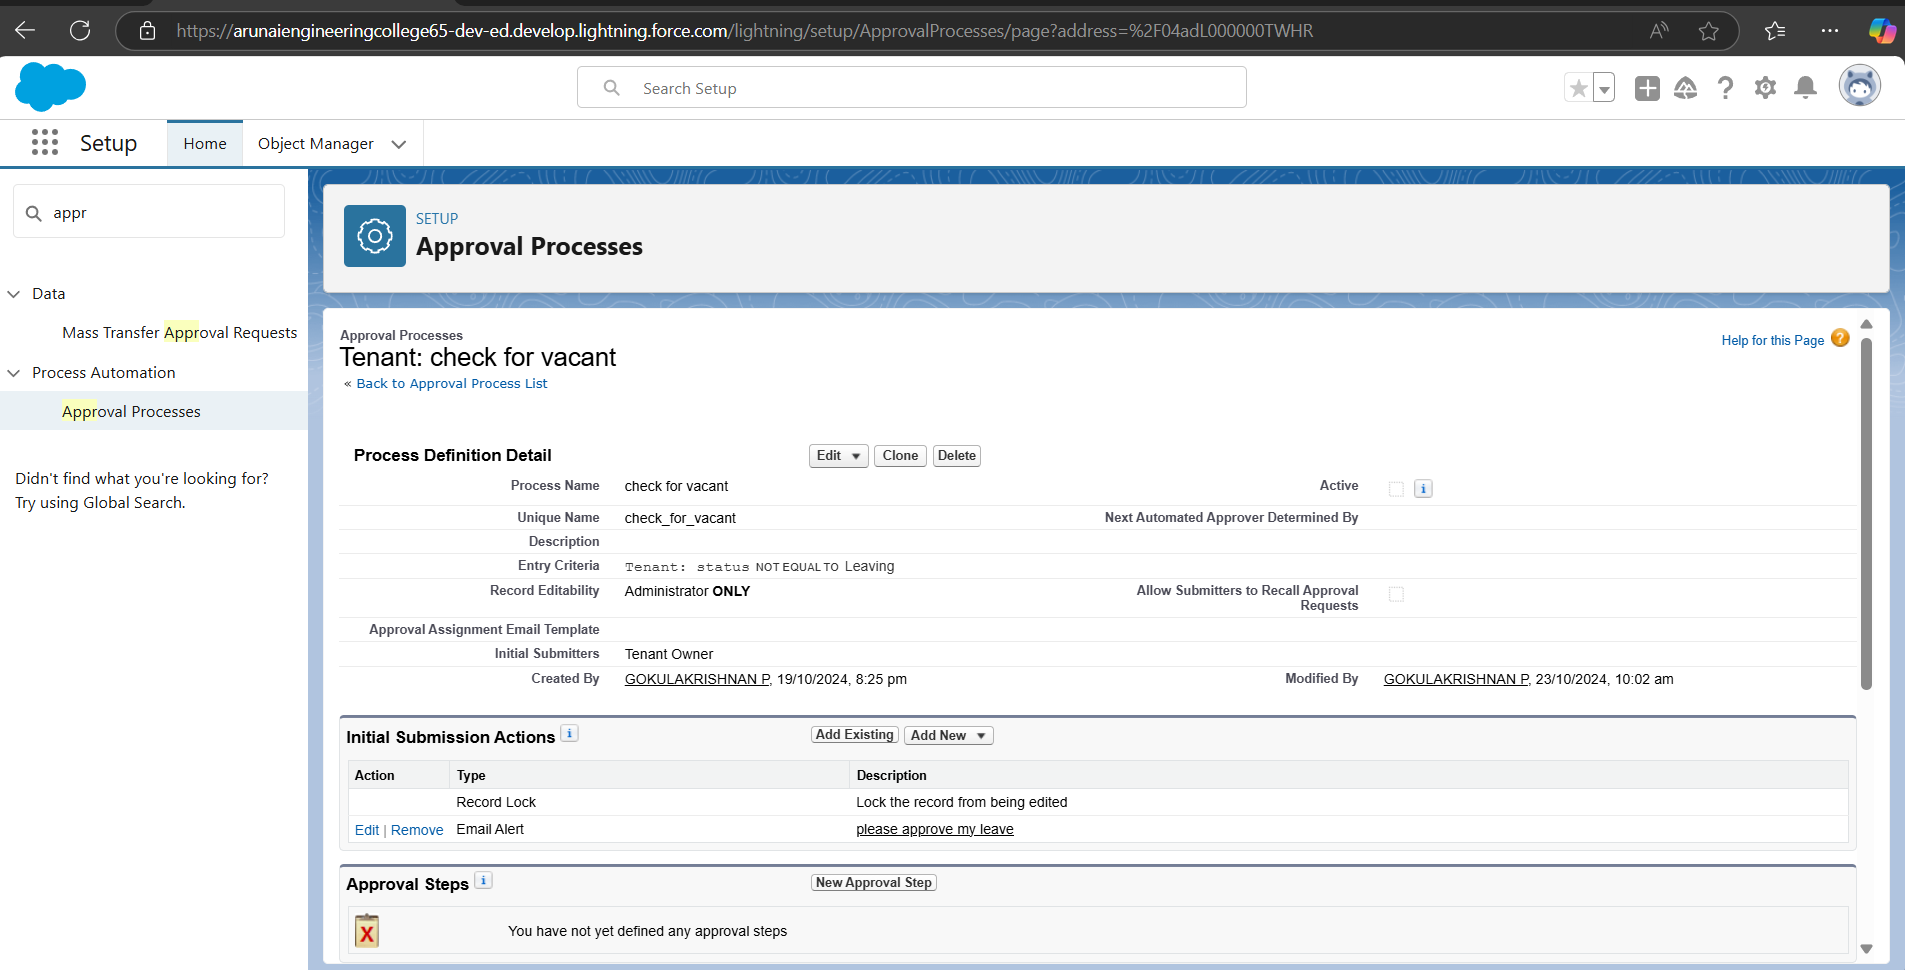 https://arunaiengineeringcollege65-dev-ed.develop.lightning.force.com/lightning/setup/ApprovalProcesses/page?address=%2F04adL000000TWHR
Search Setup
Setup
Home
Object Manager
appr
Data
Mass Transfer Approval Requests
Process Automation
Approval Processes
Didn't find what you're looking for?
Try using Global Search.
SETUP
Approval Processes
Approval Processes
Tenant: check for vacant
« Back to Approval Process List
Help for this Page ?
Process Definition Detail
Edit
Clone
Delete
Process Name check for vacant Active
Unique Name check_for_vacant Next Automated Approver Determined By
Description
Entry Criteria Tenant: status NOT EQUAL TO Leaving
Record Editability Administrator ONLY Allow Submitters to Recall Approval
Requests
Approval Assignment Email Template
Initial Submitters Tenant Owner
Created By GOKULAKRISHNAN P, 19/10/2024, 8:25 pm Modified By GOKULAKRISHNAN P, 23/10/2024, 10:02 am
Initial Submission Actions i Add Existing Add New
Action Type Description
Record Lock Lock the record from being edited
Edit | Remove Email Alert please approve my leave
Approval Steps i New Approval Step
X You have not yet defined any approval steps